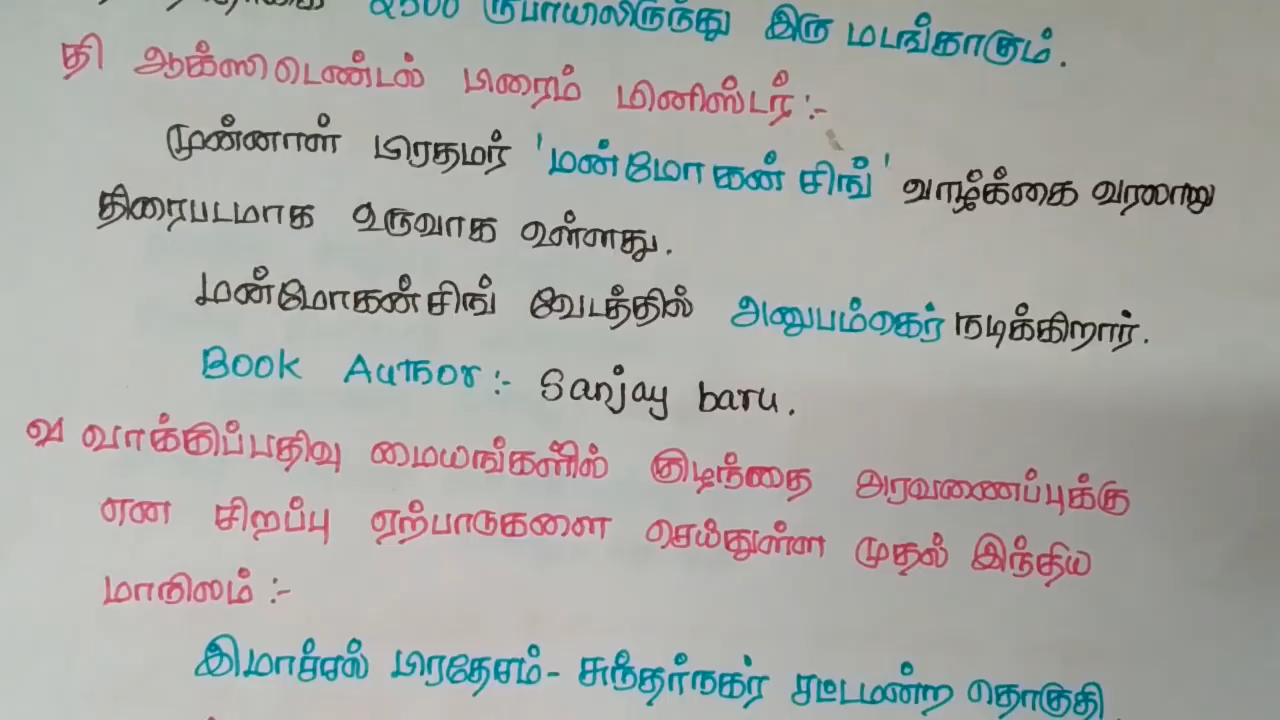 2500 ரூபாயிலிருந்து இரு மடங்காகும்.
தி ஆக்ஸிடெண்டல் பிரைம் மினிஸ்டர் :-
முன்னாள் பிரதமர் 'மன்மோகன் சிங்' வாழ்க்கை வரலாறு
திரைபடமாக உருவாக உள்ளது.
மன்மோகன்சிங் வேடத்தில் அனுபம்கெர் நடிக்கிறார்.
Book Author :- Sanjay baru.
வாக்குப்பதிவு மையங்களில் குழந்தை அரவணைப்புக்கு
என சிறப்பு ஏற்பாடுகளை செய்துள்ள முதல் இந்திய
மாநிலம் :-
இமாச்சல் பிரதேசம் - சுந்தர்நகர் சட்டமன்ற தொகுதி